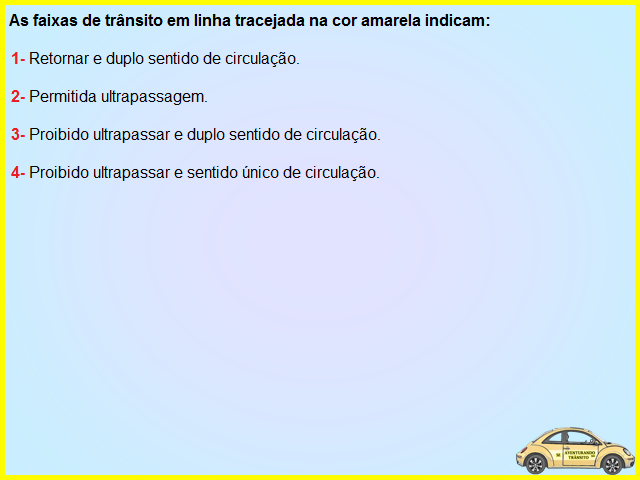 As faixas de trânsito em linha tracejada na cor amarela indicam:
1- Retornar e duplo sentido de circulação.
2- Permitida ultrapassagem.
3- Proibido ultrapassar e duplo sentido de circulação.
4- Proibido ultrapassar e sentido único de circulação.
AVENTURANDO
TRÂNSITO